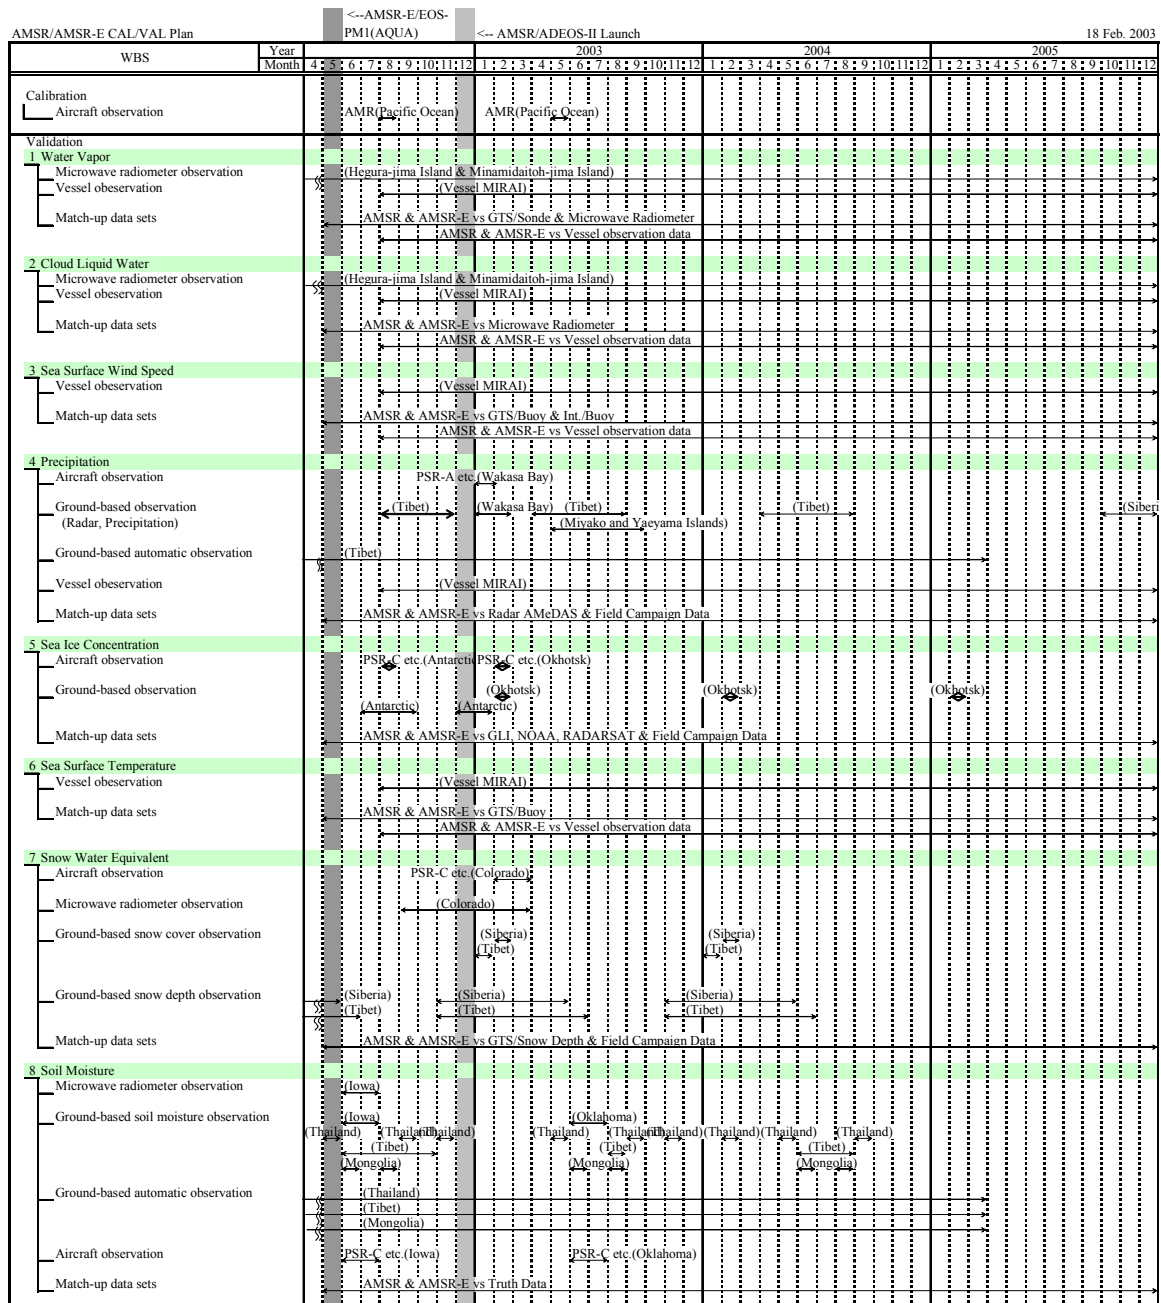 <--AMSR-E/EOS-
AMSR/AMSR-E CAL/VAL Plan PM1(AQUA) <-- AMSR/ADEOS-II Launch 18 Feb. 2003
WBS Year 2003 2004 2005
Month 4 5 6 7 8 9 10 11 12 1 2 3 4 5 6 7 8 9 10 11 12 1 2 3 4 5 6 7 8 9 10 11 12 1 2 3 4 5 6 7 8 9 10 11 12
Calibration
Aircraft observation AMR(Pacific Ocean) AMR(Pacific Ocean)
Validation
1 Water Vapor
Microwave radiometer observation (Hegura-jima Island & Minamidaitoh-jima Island)
Vessel obeservation (Vessel MIRAI)
Match-up data sets AMSR & AMSR-E vs GTS/Sonde & Microwave Radiometer
AMSR & AMSR-E vs Vessel observation data
2 Cloud Liquid Water
Microwave radiometer observation (Hegura-jima Island & Minamidaitoh-jima Island)
Vessel obeservation (Vessel MIRAI)
Match-up data sets AMSR & AMSR-E vs Microwave Radiometer
AMSR & AMSR-E vs Vessel observation data
3 Sea Surface Wind Speed
Vessel obeservation (Vessel MIRAI)
Match-up data sets AMSR & AMSR-E vs GTS/Buoy & Int./Buoy
AMSR & AMSR-E vs Vessel observation data
4 Precipitation
Aircraft observation PSR-A etc.(Wakasa Bay)
Ground-based observation (Tibet) (Wakasa Bay) (Tibet) (Tibet) (Siberi
(Radar, Precipitation) (Miyako and Yaeyama Islands)
Ground-based automatic observation (Tibet)
Vessel obeservation (Vessel MIRAI)
Match-up data sets AMSR & AMSR-E vs Radar AMeDAS & Field Campaign Data
5 Sea Ice Concentration
Aircraft observation PSR-C etc.(Antarctic PSR-C etc.(Okhotsk)
Ground-based observation (Okhotsk) (Okhotsk) (Okhotsk)
(Antarctic) (Antarctic)
Match-up data sets AMSR & AMSR-E vs GLI, NOAA, RADARSAT & Field Campaign Data
6 Sea Surface Temperature
Vessel obeservation (Vessel MIRAI)
Match-up data sets AMSR & AMSR-E vs GTS/Buoy
AMSR & AMSR-E vs Vessel observation data
7 Snow Water Equivalent
Aircraft observation PSR-C etc.(Colorado)
Microwave radiometer observation (Colorado)
Ground-based snow cover observation (Siberia) (Siberia)
(Tibet) (Tibet)
Ground-based snow depth observation (Siberia) (Siberia) (Siberia)
(Tibet) (Tibet) (Tibet)
Match-up data sets AMSR & AMSR-E vs GTS/Snow Depth & Field Campaign Data
8 Soil Moisture
Microwave radiometer observation (Iowa)
Ground-based soil moisture observation (Iowa) (Oklahoma)
(Thailand) (Thailand) (Thailand) (Thailand) (Thailand) (Thailand) (Thailand) (Thailand) (Thailand)
(Tibet) (Tibet) (Tibet)
(Mongolia) (Mongolia) (Mongolia)
Ground-based automatic observation (Thailand)
(Tibet)
(Mongolia)
Aircraft observation PSR-C etc.(Iowa) PSR-C etc.(Oklahoma)
Match-up data sets AMSR & AMSR-E vs Truth Data